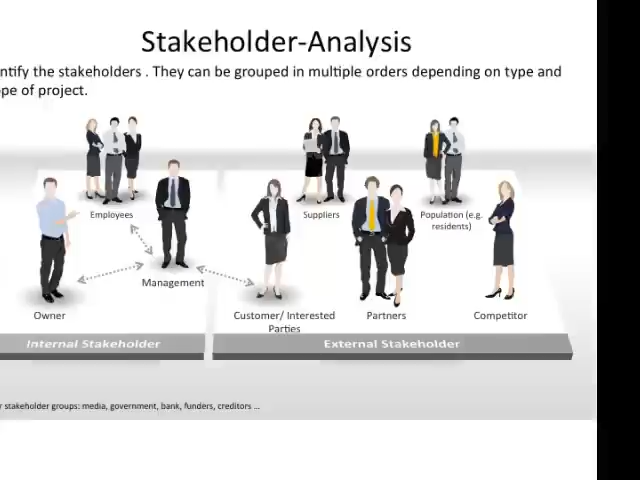 Stakeholder-Analysis
ntify the stakeholders . They can be grouped in multiple orders depending on type and
ope of project.
Employees
Suppliers
Population (e.g.
residents)
Management
Owner
Customer/ Interested
Parties
Partners
Competitor
Internal Stakeholder
External Stakeholder
r stakeholder groups: media, government, bank, funders, creditors ...